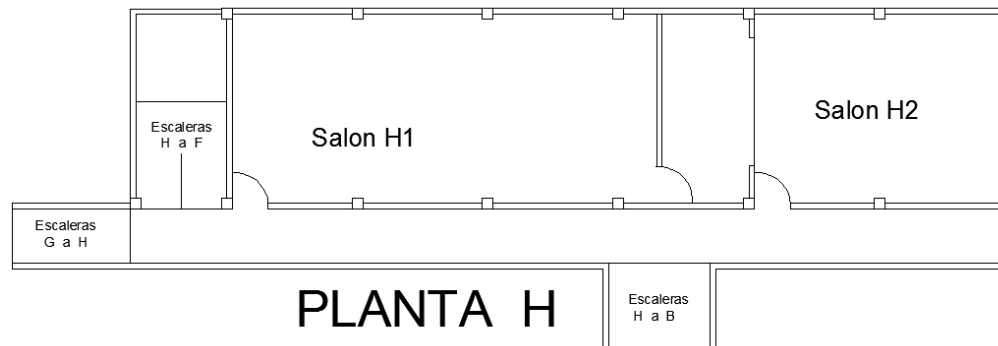 Escaleras
H a F
Salon H1
Salon H2
Escaleras
G a H
PLANTA H
Escaleras
H a B